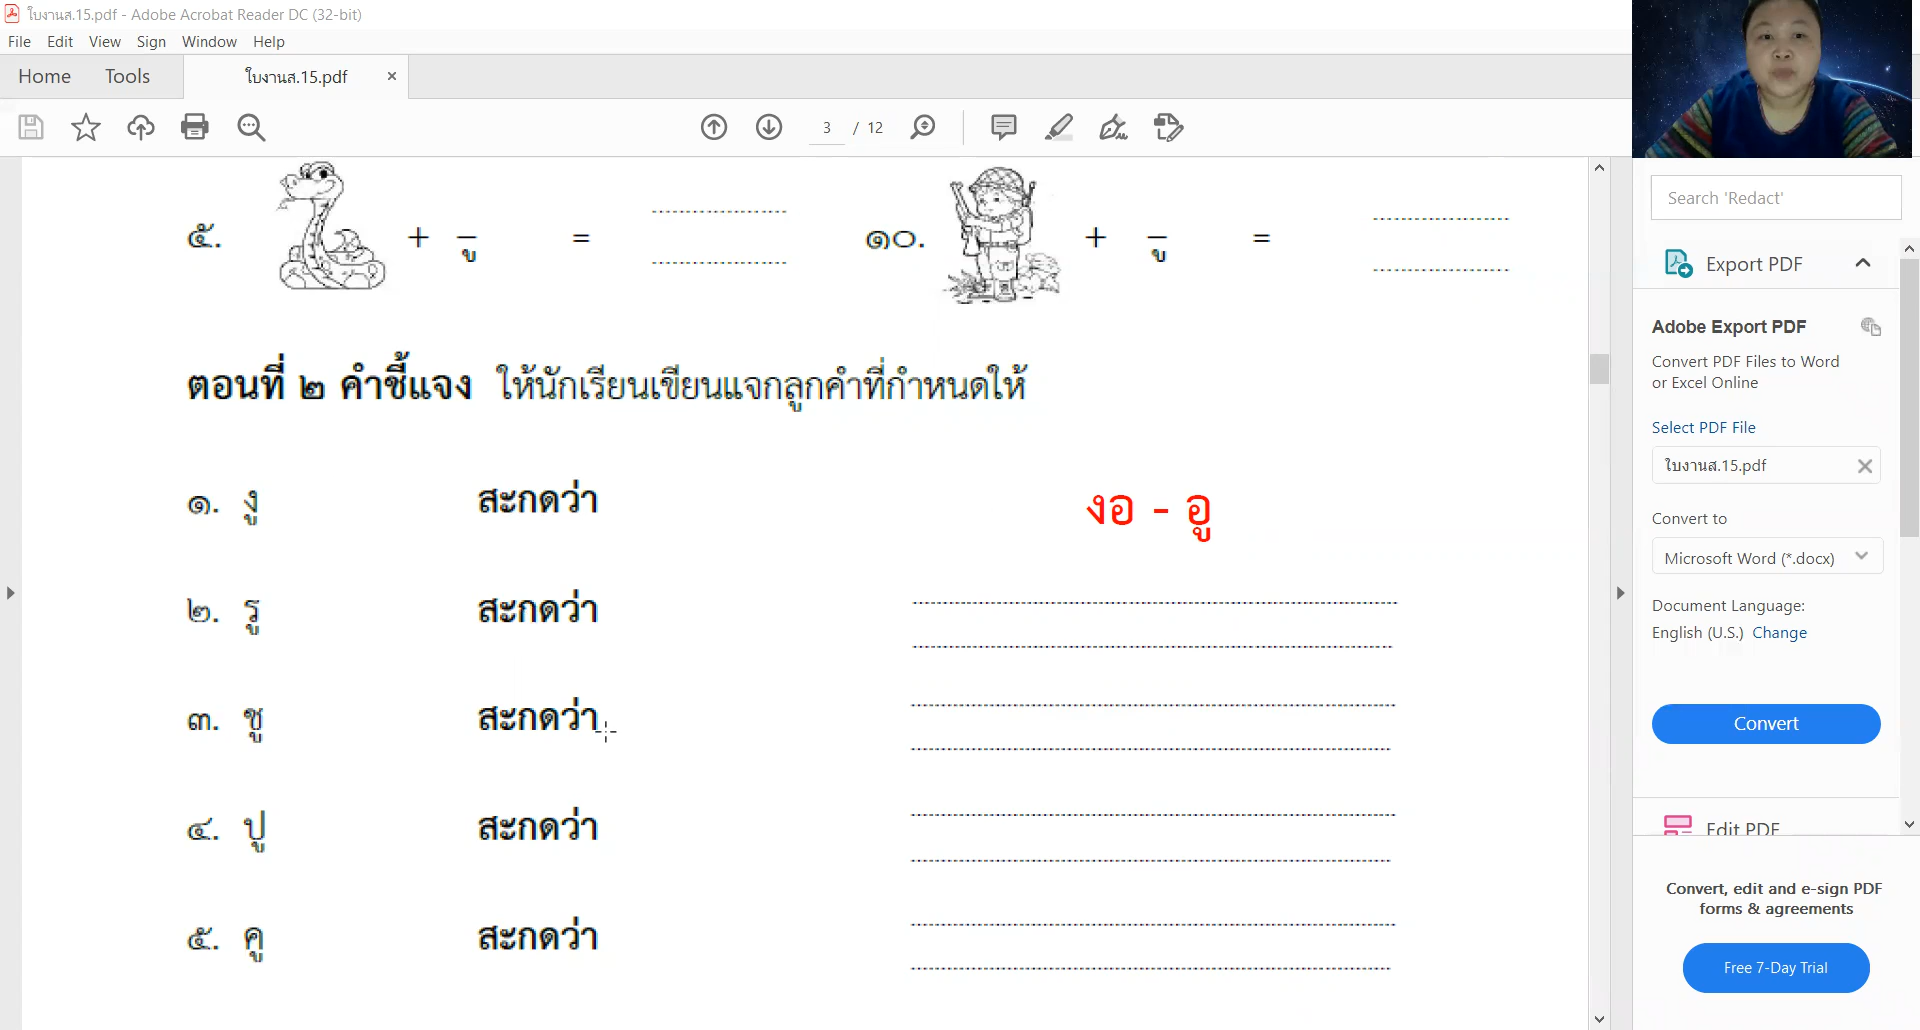 ใบงานส.15.pdf - Adobe Acrobat Reader DC (32-bit)
File Edit View Sign Window Help
Home Tools ใบงานส.15.pdf ×
3 / 12
Search 'Redact'
Export PDF
Adobe Export PDF
Convert PDF Files to Word
or Excel Online
Select PDF File
ใบงานส.15.pdf
Convert to
Microsoft Word (*.docx)
Document Language:
English (U.S.) Change
Convert
Edit PDF
Convert, edit and e-sign PDF
forms & agreements
Free 7-Day Trial
๕. + –ู = ๑๐. + –ู =
ตอนที่ ๒ คำชี้แจง ให้นักเรียนเขียนแจกลูกคำที่กำหนดให้
๑. งู สะกดว่า งอ - อู
๒. รู สะกดว่า
๓. ชู สะกดว่า
๔. ปู สะกดว่า
๕. คู สะกดว่า